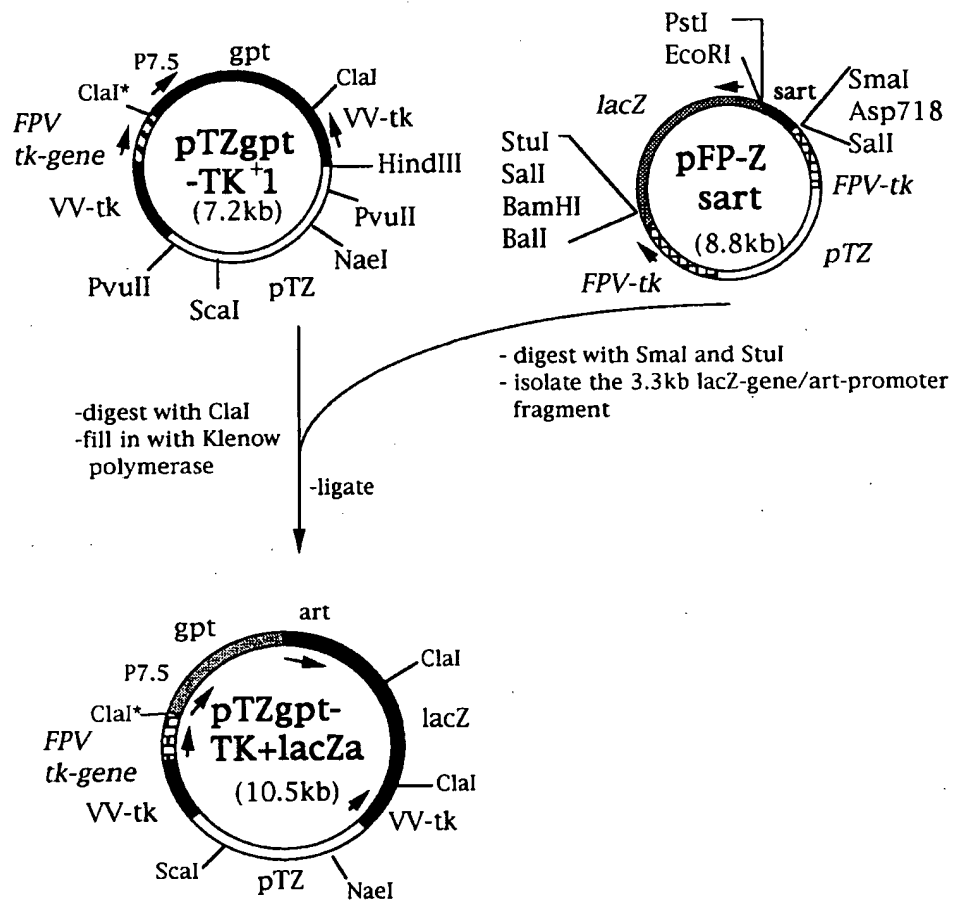 P7.5
gpt
ClaI*
ClaI
FPV
tk-gene
VV-tk
pTZgpt
-TK+1
(7.2kb)
HindIII
VV-tk
PvuII
NaeI
PvuII
ScaI
pTZ
PstI
EcoRI
lacZ
sart
SmaI
Asp718
SalI
StuI
SalI
BamHI
BalI
pFP-Z
sart
(8.8kb)
FPV-tk
FPV-tk
pTZ
-digest with ClaI
-fill in with Klenow
polymerase
- digest with SmaI and StuI
- isolate the 3.3kb lacZ-gene/art-promoter
fragment
-ligate
gpt
art
P7.5
ClaI
ClaI*
FPV
tk-gene
pTZgpt-
TK+lacZa
(10.5kb)
lacZ
ClaI
VV-tk
VV-tk
ScaI
pTZ
NaeI